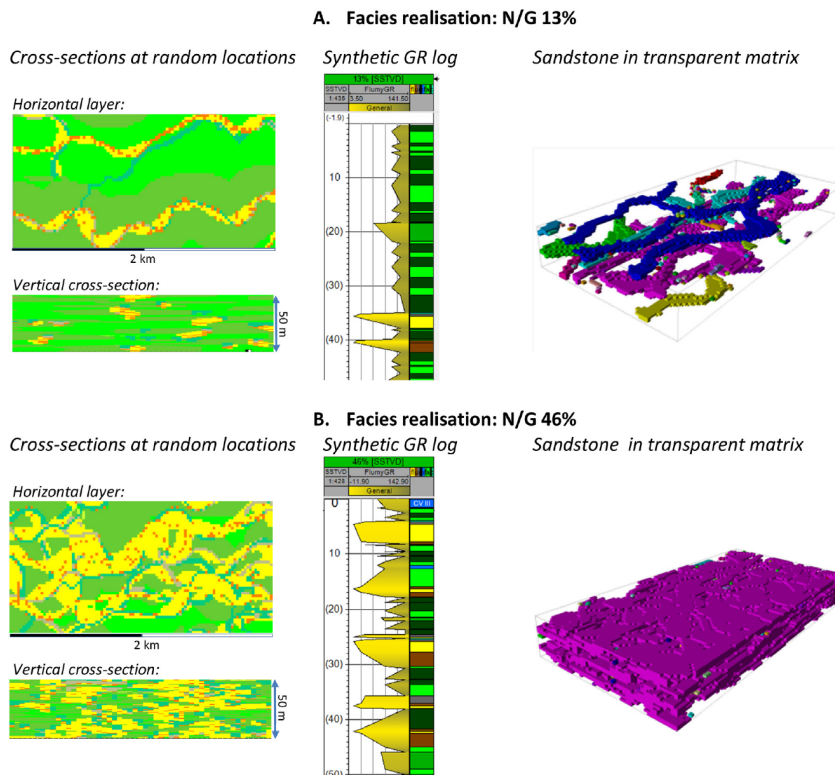 A. Facies realisation: N/G 13%
Cross-sections at random locations
Synthetic GR log
Sandstone in transparent matrix
Horizontal layer:
2 km
Vertical cross-section:
50 m
13% [SSTVD]
SSTVD FlumyGR
1:435 3.50 141.50
General
(-1.9)
10
(20)
30
(40)
B. Facies realisation: N/G 46%
Cross-sections at random locations
Synthetic GR log
Sandstone in transparent matrix
Horizontal layer:
2 km
Vertical cross-section:
50 m
46% [SSTVD]
SSTVD FlumyGR
1:428 -11.90 142.90
General
0
CV III
10
(20)
(30)
(40)
(50)